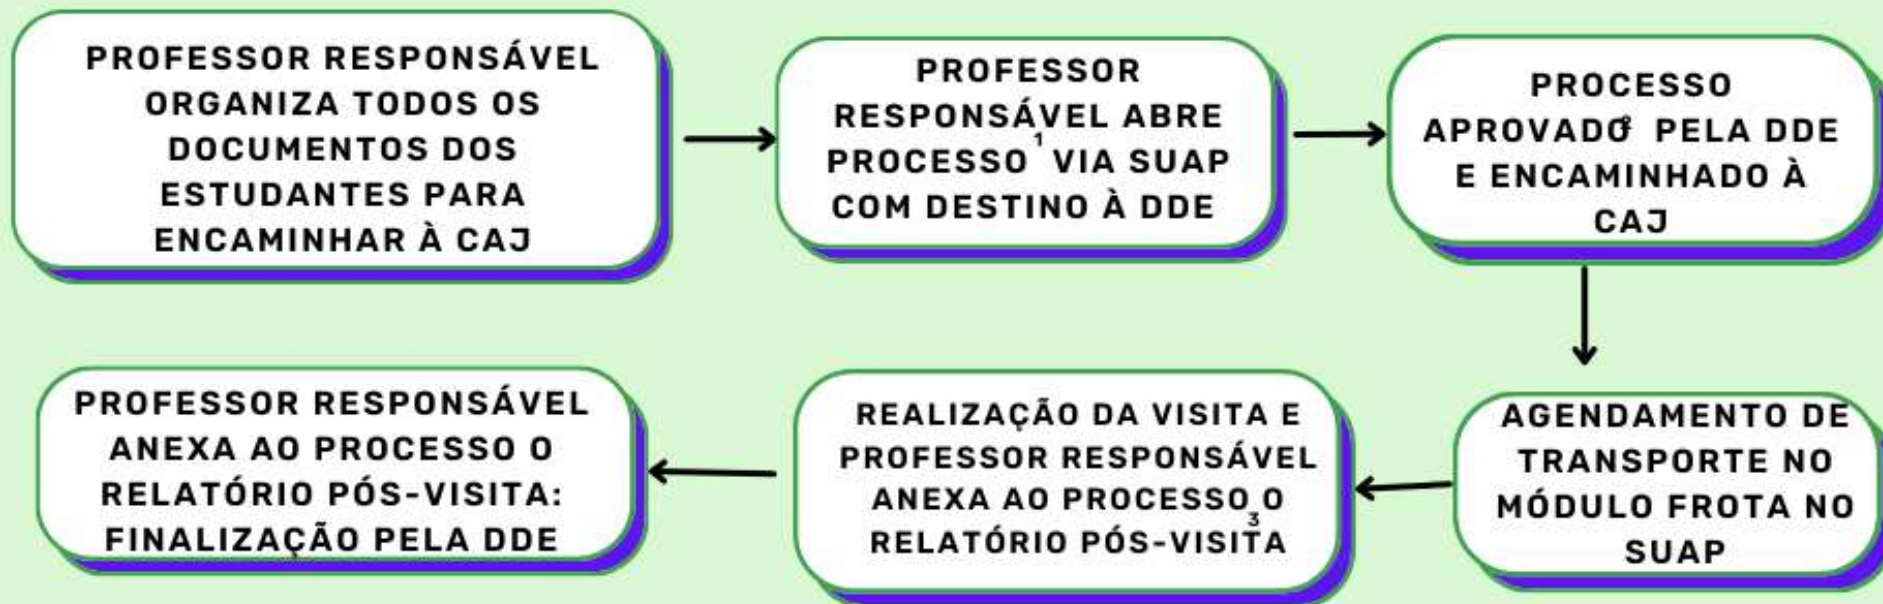 PROFESSOR RESPONSÁVEL
ORGANIZA TODOS OS
DOCUMENTOS DOS
ESTUDANTES PARA
ENCAMINHAR À CAJ
PROFESSOR
RESPONSÁVEL ABRE
PROCESSO¹ VIA SUAP
COM DESTINO À DDE
PROCESSO
APROVADO² PELA DDE
E ENCAMINHADO À
CAJ
AGENDAMENTO DE
TRANSPORTE NO
MÓDULO FROTA NO
SUAP
REALIZAÇÃO DA VISITA E
PROFESSOR RESPONSÁVEL
ANEXA AO PROCESSO O
RELATÓRIO PÓS-VISITA³
PROFESSOR RESPONSÁVEL
ANEXA AO PROCESSO O
RELATÓRIO PÓS-VISITA:
FINALIZAÇÃO PELA DDE